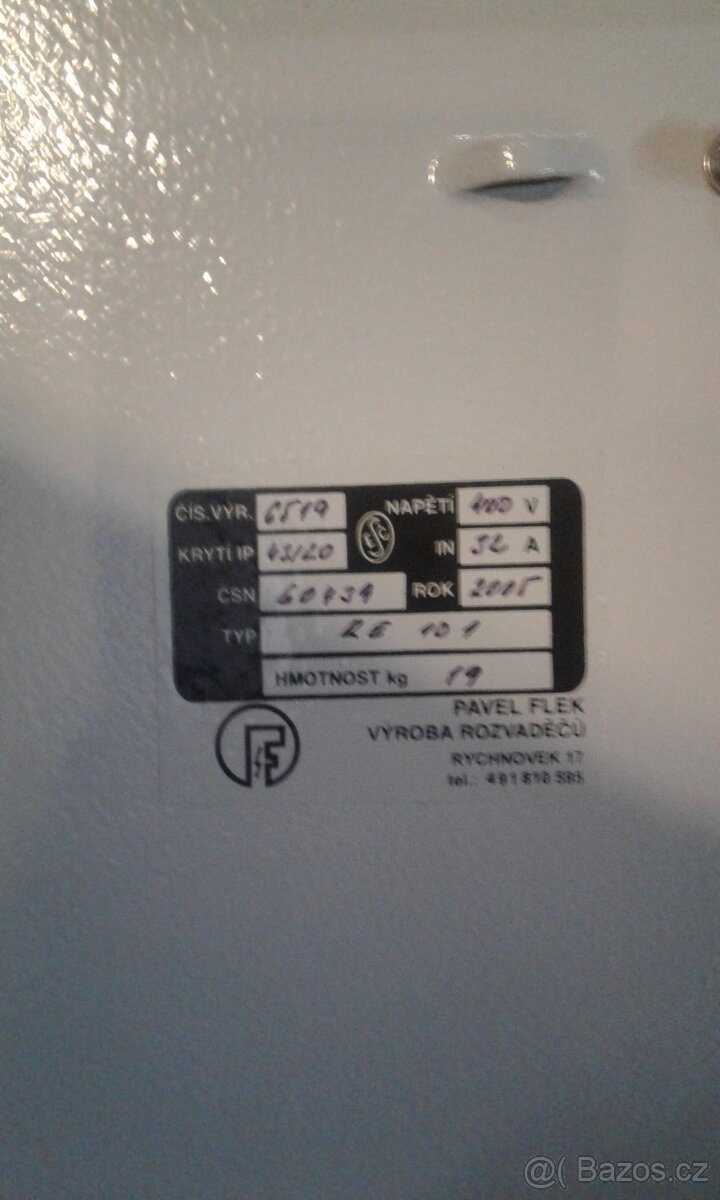 ČÍS.VÝR. 6519 NAPĚTÍ 400 V
KRYTÍ IP 43/20 ESČ IN 32 A
ČSN 60439 ROK 2005
TYP RE 101
HMOTNOST kg 19
PAVEL FLEK
VÝROBA ROZVADĚČŮ
RYCHNOVEK 17
tel.: 491 810 585
F
@( Bazos.cz